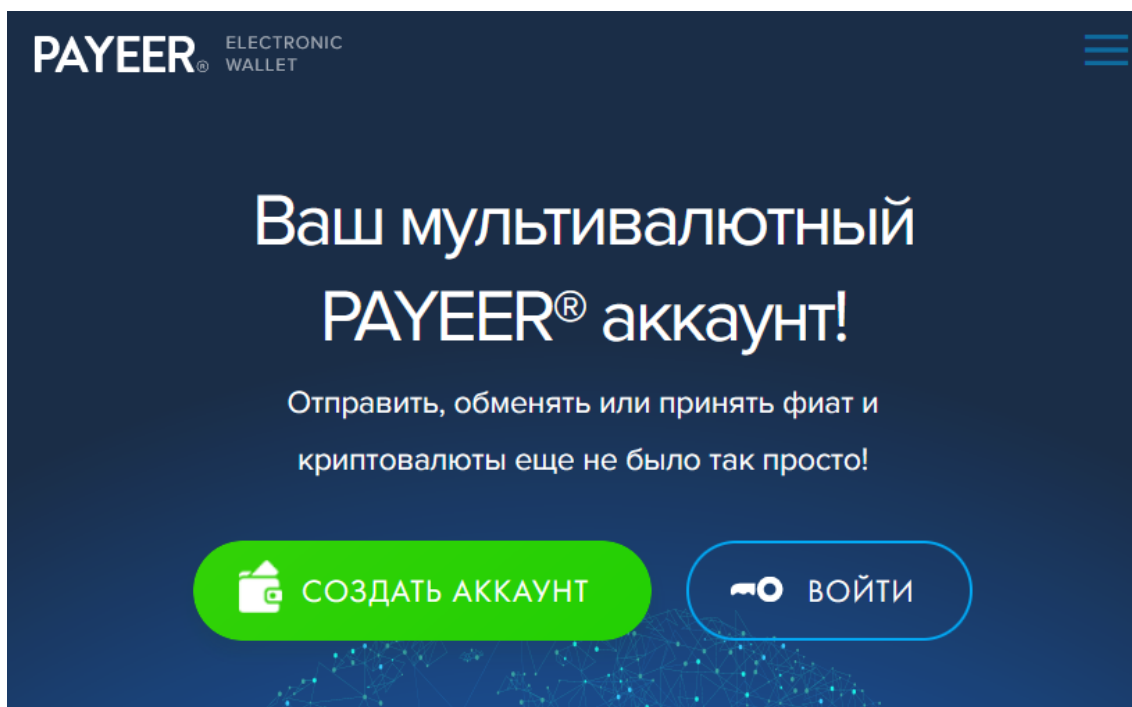 PAYEER® ELECTRONIC
WALLET
Ваш мультивалютный
PAYEER® аккаунт!
Отправить, обменять или принять фиат и
криптовалюты еще не было так просто!
СОЗДАТЬ АККАУНТ
ВОЙТИ